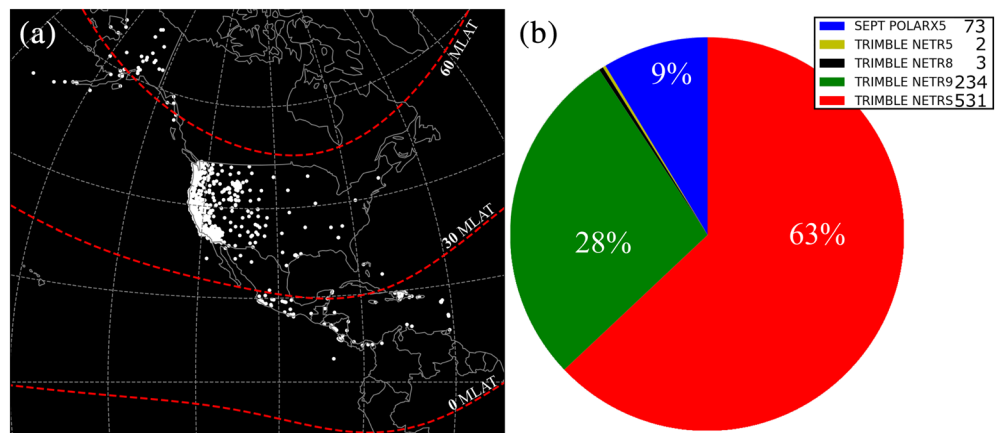 (a)
60 MLAT
30 MLAT
0 MLAT
(b)
SEPT POLARX5 73
TRIMBLE NETR5 2
TRIMBLE NETR8 3
TRIMBLE NETR9 234
TRIMBLE NETRS 531
9%
28%
63%